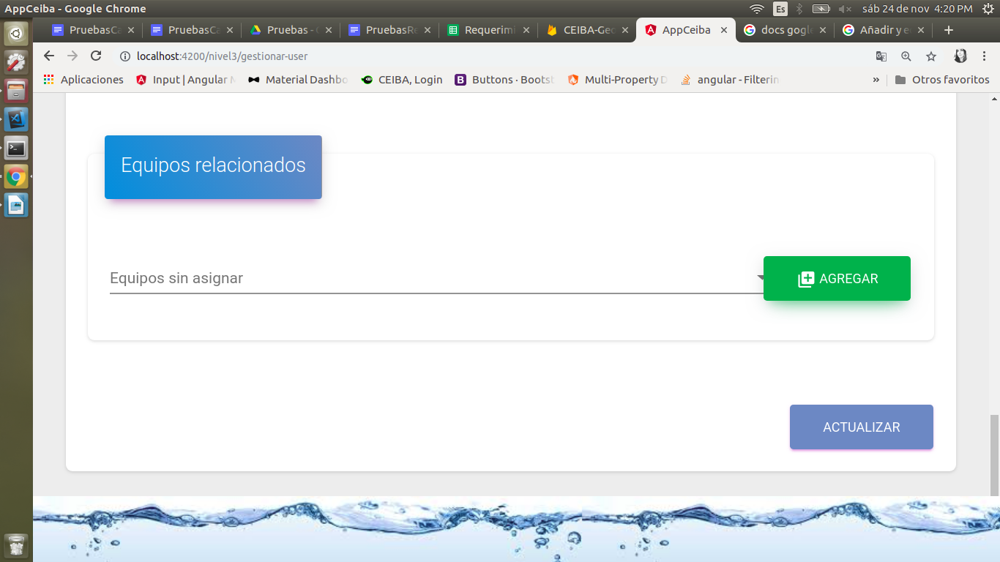 AppCeiba - Google Chrome
Es
sáb 24 de nov 4:20 PM
PruebasCa
PruebasCa
Pruebas - G
PruebasRe
Requerimi
CEIBA-Geo
AppCeiba
docs gogle
Añadir y e
localhost:4200/nivel3/gestionar-user
Aplicaciones
Input | Angular M
Material Dashbo
CEIBA, Login
Buttons · Bootst
Multi-Property D
angular - Filterin
»
Otros favoritos
Equipos relacionados
Equipos sin asignar
AGREGAR
ACTUALIZAR